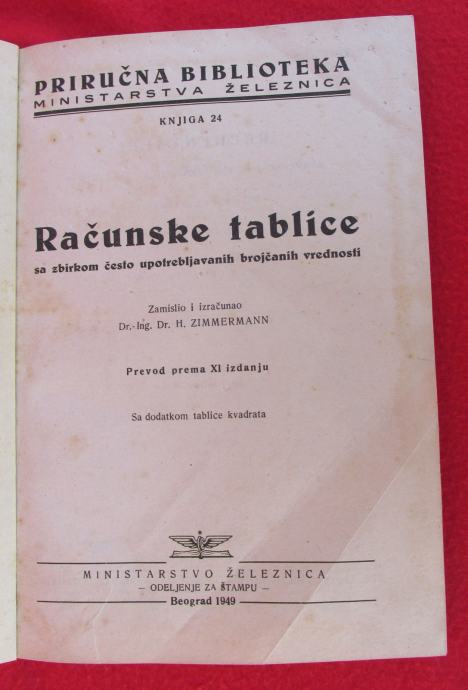 PRIRUČNA BIBLIOTEKA
MINISTARSTVA ŽELEZNICA
KNJIGA 24
Računske tablice
sa zbirkom često upotrebljavanih brojčanih vrednosti
Zamislio i izračunao
Dr.-Ing. Dr. H. ZIMMERMANN
Prevod prema XI izdanju
Sa dodatkom tablice kvadrata
MINISTARSTVO ŽELEZNICA
— ODELJENJE ZA ŠTAMPU —
Beograd 1949